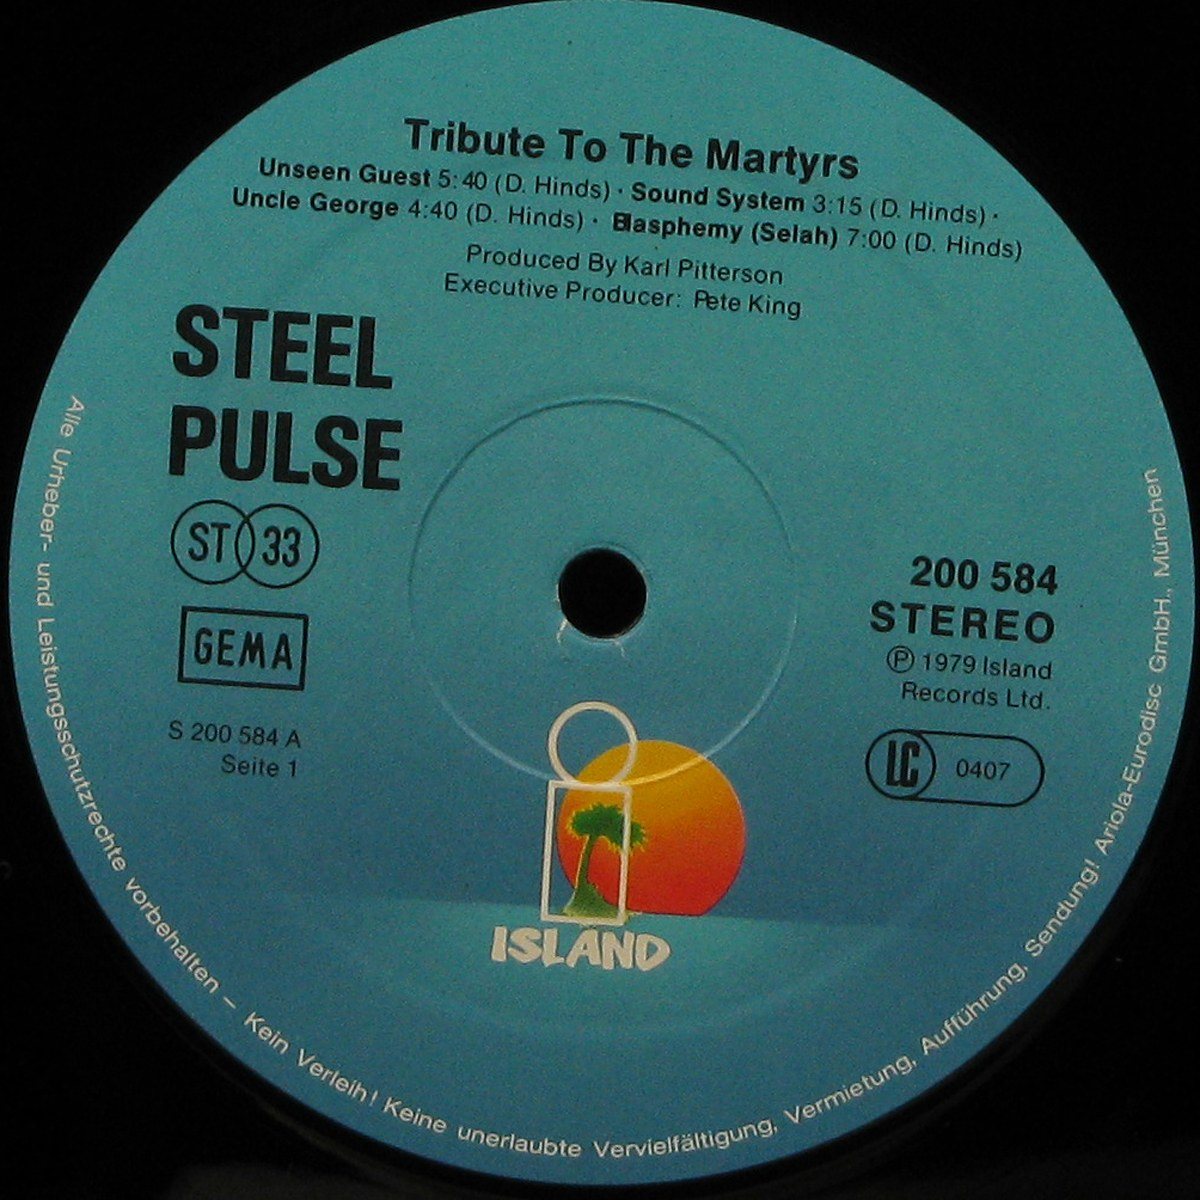 Tribute To The Martyrs
Unseen Guest 5:40 (D. Hinds) · Sound System 3:15 (D. Hinds) ·
Uncle George 4:40 (D. Hinds) · Blasphemy (Selah) 7:00 (D. Hinds)
Produced By Karl Pitterson
Executive Producer: Pete King
STEEL
PULSE
ST 33
GEMA
S 200 584 A
Seite 1
200 584
STEREO
Ⓟ 1979 Island
Records Ltd.
LC 0407
ISLAND
Alle Urheber- und Leistungsschutzrechte vorbehalten – Kein Verleih! Keine unerlaubte Vervielfältigung, Vermietung, Aufführung, Sendung! Ariola-Eurodisc GmbH., München